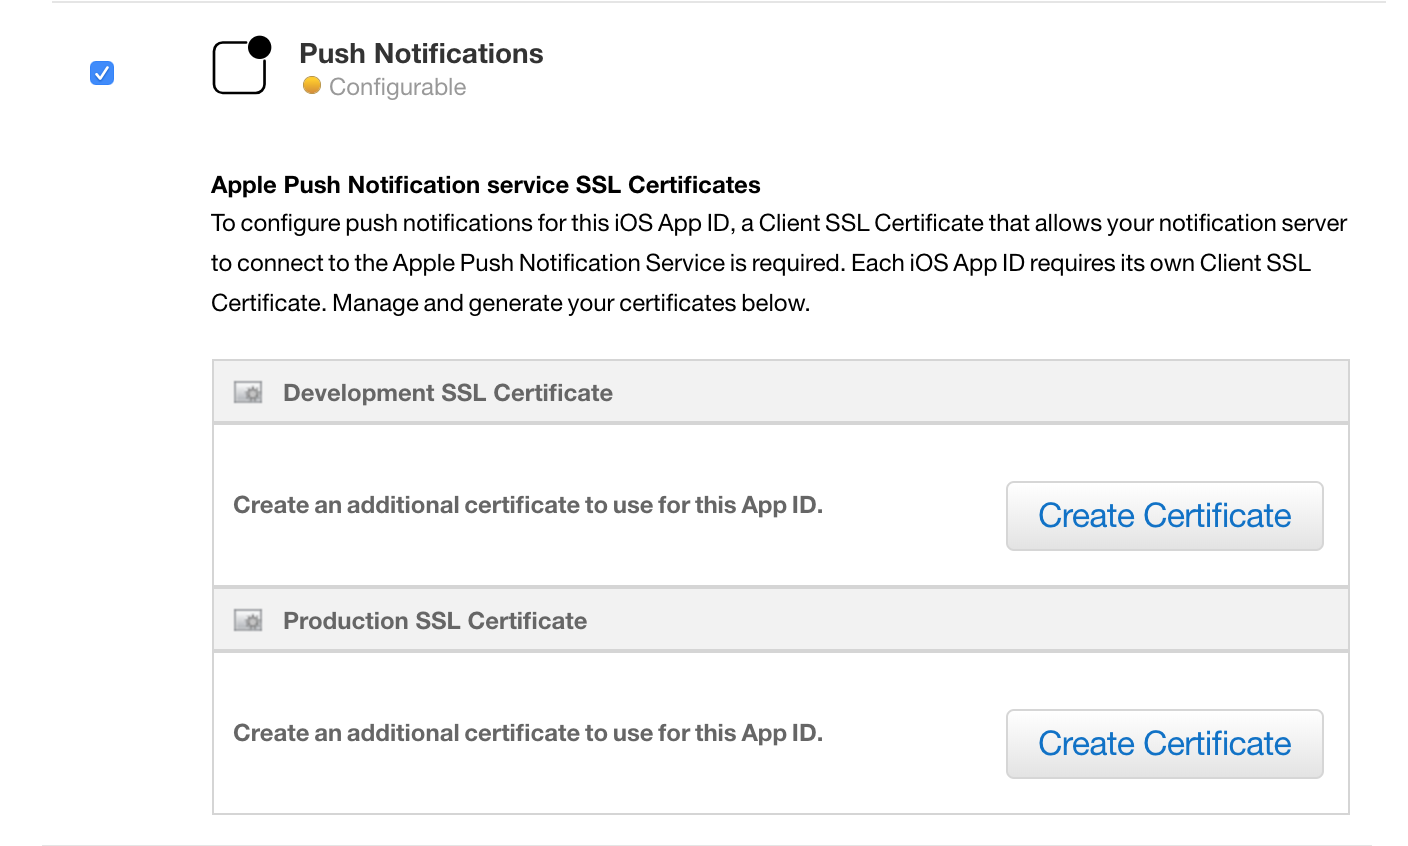 Push Notifications
Configurable
Apple Push Notification service SSL Certificates
To configure push notifications for this iOS App ID, a Client SSL Certificate that allows your notification server
to connect to the Apple Push Notification Service is required. Each iOS App ID requires its own Client SSL
Certificate. Manage and generate your certificates below.
Development SSL Certificate
Create an additional certificate to use for this App ID.
Create Certificate
Production SSL Certificate
Create an additional certificate to use for this App ID.
Create Certificate